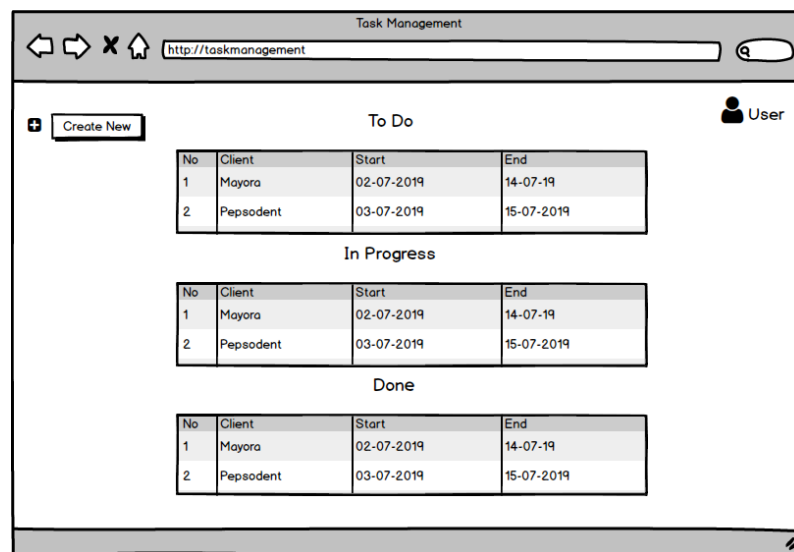 Task Management
http://taskmanagement
Create New
User
To Do
No Client Start End
1 Mayora 02-07-2019 14-07-19
2 Pepsodent 03-07-2019 15-07-2019
In Progress
No Client Start End
1 Mayora 02-07-2019 14-07-19
2 Pepsodent 03-07-2019 15-07-2019
Done
No Client Start End
1 Mayora 02-07-2019 14-07-19
2 Pepsodent 03-07-2019 15-07-2019